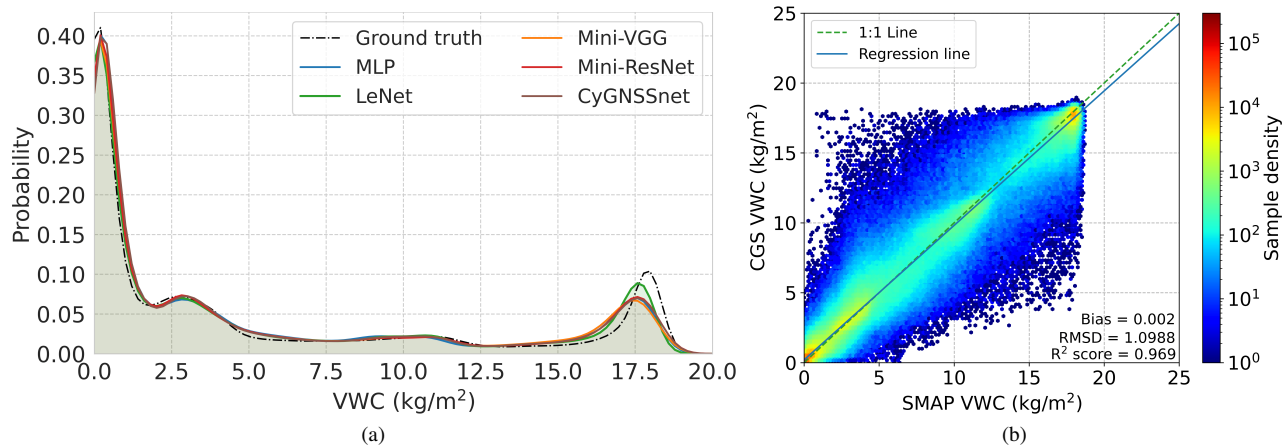 0.40
0.35
0.30
0.25
0.20
0.15
0.10
0.05
0.00
Probability
Ground truth
MLP
LeNet
Mini-VGG
Mini-ResNet
CyGNSSnet
0.0 2.5 5.0 7.5 10.0 12.5 15.0 17.5 20.0
VWC (kg/m²)
(a)
25
20
15
10
5
0
CGS VWC (kg/m²)
1:1 Line
Regression line
Bias = 0.002
RMSD = 1.0988
R² score = 0.969
0 5 10 15 20 25
SMAP VWC (kg/m²)
10⁵
10⁴
10³
10²
10¹
10⁰
Sample density
(b)